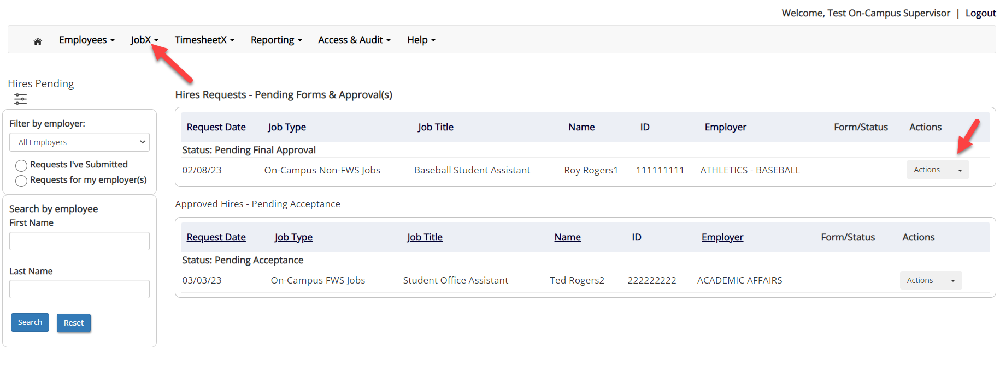 Welcome, Test On-Campus Supervisor | Logout
Employees JobX TimesheetX Reporting Access & Audit Help
Hires Pending
Filter by employer:
All Employers
Requests I've Submitted
Requests for my employer(s)
Search by employee
First Name
Last Name
Search Reset
Hires Requests - Pending Forms & Approval(s)
Request Date Job Type Job Title Name ID Employer Form/Status Actions
Status: Pending Final Approval
02/08/23 On-Campus Non-FWS Jobs Baseball Student Assistant Roy Rogers1 111111111 ATHLETICS - BASEBALL Actions
Approved Hires - Pending Acceptance
Request Date Job Type Job Title Name ID Employer Form/Status Actions
Status: Pending Acceptance
03/03/23 On-Campus FWS Jobs Student Office Assistant Ted Rogers2 222222222 ACADEMIC AFFAIRS Actions